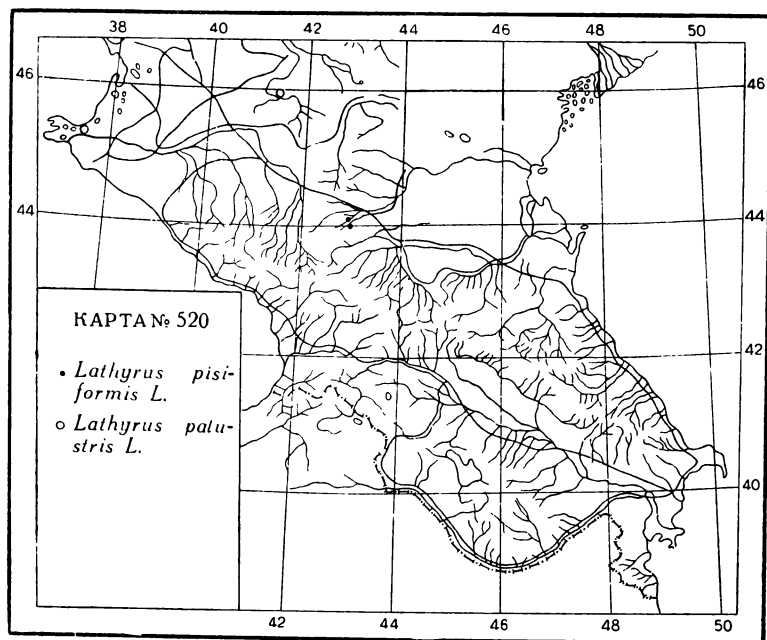 38 40 42 44 46 48 50
46 46
44 44
КАРТА № 520
42
• Lathyrus pisi-
formis L.
○ Lathyrus palu-
stris L.
40
42 44 46 48 50